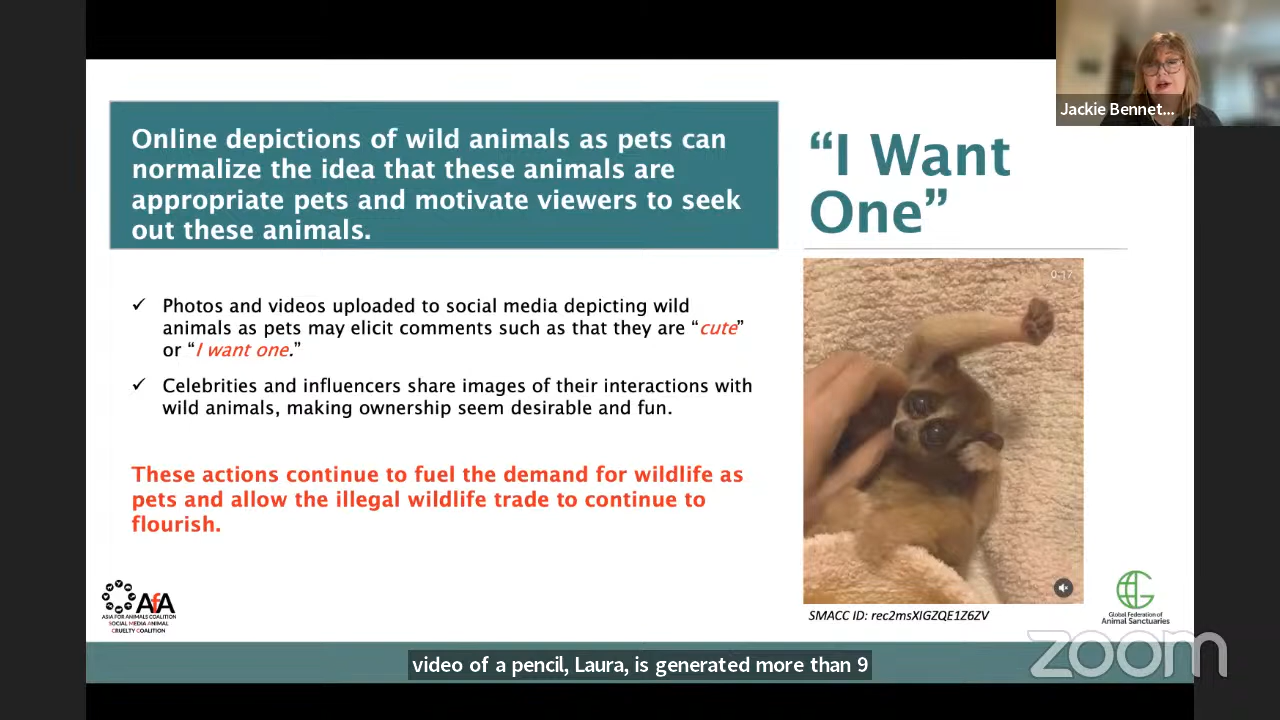 Jackie Bennet...
Online depictions of wild animals as pets can
normalize the idea that these animals are
appropriate pets and motivate viewers to seek
out these animals.
“I Want
One”
✓ Photos and videos uploaded to social media depicting wild
animals as pets may elicit comments such as that they are “cute”
or “I want one.”
✓ Celebrities and influencers share images of their interactions with
wild animals, making ownership seem desirable and fun.
These actions continue to fuel the demand for wildlife as
pets and allow the illegal wildlife trade to continue to
flourish.
0:17
SMACC ID: rec2msXIGZQE1Z6ZV
AfA
ASIA FOR ANIMALS COALITION
SOCIAL MEDIA ANIMAL
CRUELTY COALITION
Global Federation of
Animal Sanctuaries
video of a pencil, Laura, is generated more than 9
zoom